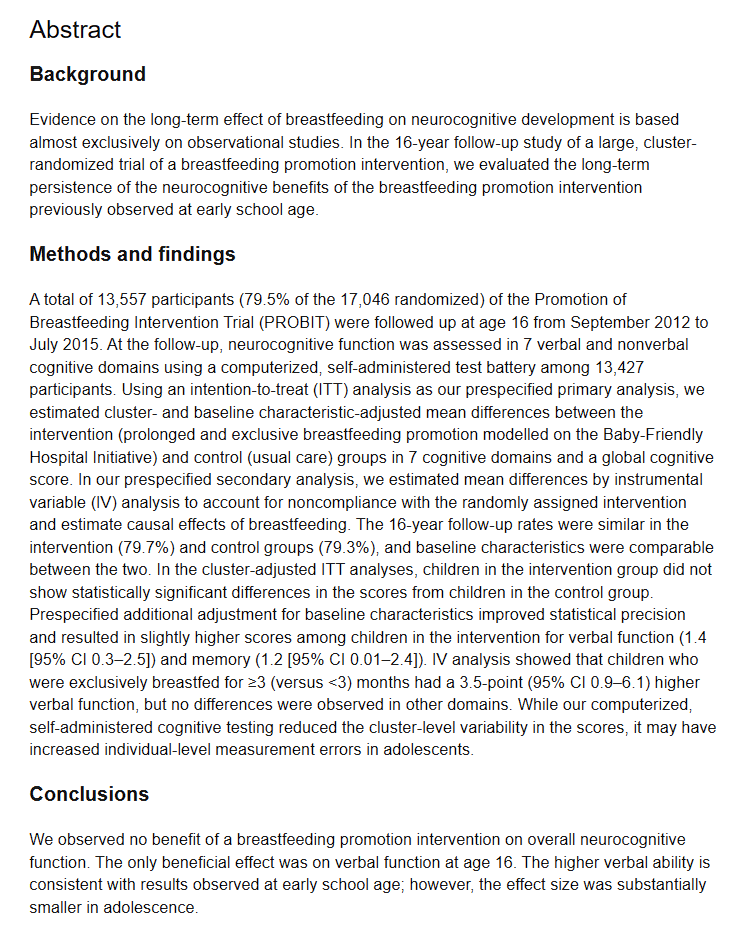 Abstract
Background
Evidence on the long-term effect of breastfeeding on neurocognitive development is based
almost exclusively on observational studies. In the 16-year follow-up study of a large, cluster-
randomized trial of a breastfeeding promotion intervention, we evaluated the long-term
persistence of the neurocognitive benefits of the breastfeeding promotion intervention
previously observed at early school age.
Methods and findings
A total of 13,557 participants (79.5% of the 17,046 randomized) of the Promotion of
Breastfeeding Intervention Trial (PROBIT) were followed up at age 16 from September 2012 to
July 2015. At the follow-up, neurocognitive function was assessed in 7 verbal and nonverbal
cognitive domains using a computerized, self-administered test battery among 13,427
participants. Using an intention-to-treat (ITT) analysis as our prespecified primary analysis, we
estimated cluster- and baseline characteristic-adjusted mean differences between the
intervention (prolonged and exclusive breastfeeding promotion modelled on the Baby-Friendly
Hospital Initiative) and control (usual care) groups in 7 cognitive domains and a global cognitive
score. In our prespecified secondary analysis, we estimated mean differences by instrumental
variable (IV) analysis to account for noncompliance with the randomly assigned intervention
and estimate causal effects of breastfeeding. The 16-year follow-up rates were similar in the
intervention (79.7%) and control groups (79.3%), and baseline characteristics were comparable
between the two. In the cluster-adjusted ITT analyses, children in the intervention group did not
show statistically significant differences in the scores from children in the control group.
Prespecified additional adjustment for baseline characteristics improved statistical precision
and resulted in slightly higher scores among children in the intervention for verbal function (1.4
[95% CI 0.3–2.5]) and memory (1.2 [95% CI 0.01–2.4]). IV analysis showed that children who
were exclusively breastfed for ≥3 (versus <3) months had a 3.5-point (95% CI 0.9–6.1) higher
verbal function, but no differences were observed in other domains. While our computerized,
self-administered cognitive testing reduced the cluster-level variability in the scores, it may have
increased individual-level measurement errors in adolescents.
Conclusions
We observed no benefit of a breastfeeding promotion intervention on overall neurocognitive
function. The only beneficial effect was on verbal function at age 16. The higher verbal ability is
consistent with results observed at early school age; however, the effect size was substantially
smaller in adolescence.